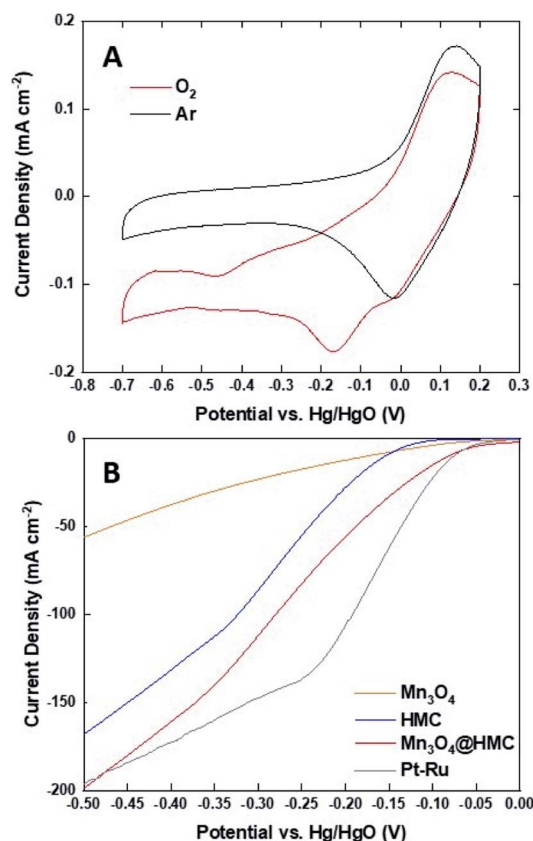 A
O₂
Ar
Current Density (mA cm⁻²)
0.2
0.1
0.0
-0.1
-0.2
-0.8 -0.7 -0.6 -0.5 -0.4 -0.3 -0.2 -0.1 0.0 0.1 0.2 0.3
Potential vs. Hg/HgO (V)
B
Current Density (mA cm⁻²)
0
-50
-100
-150
-200
Mn₃O₄
HMC
Mn₃O₄@HMC
Pt-Ru
-0.50 -0.45 -0.40 -0.35 -0.30 -0.25 -0.20 -0.15 -0.10 -0.05 0.00
Potential vs. Hg/HgO (V)